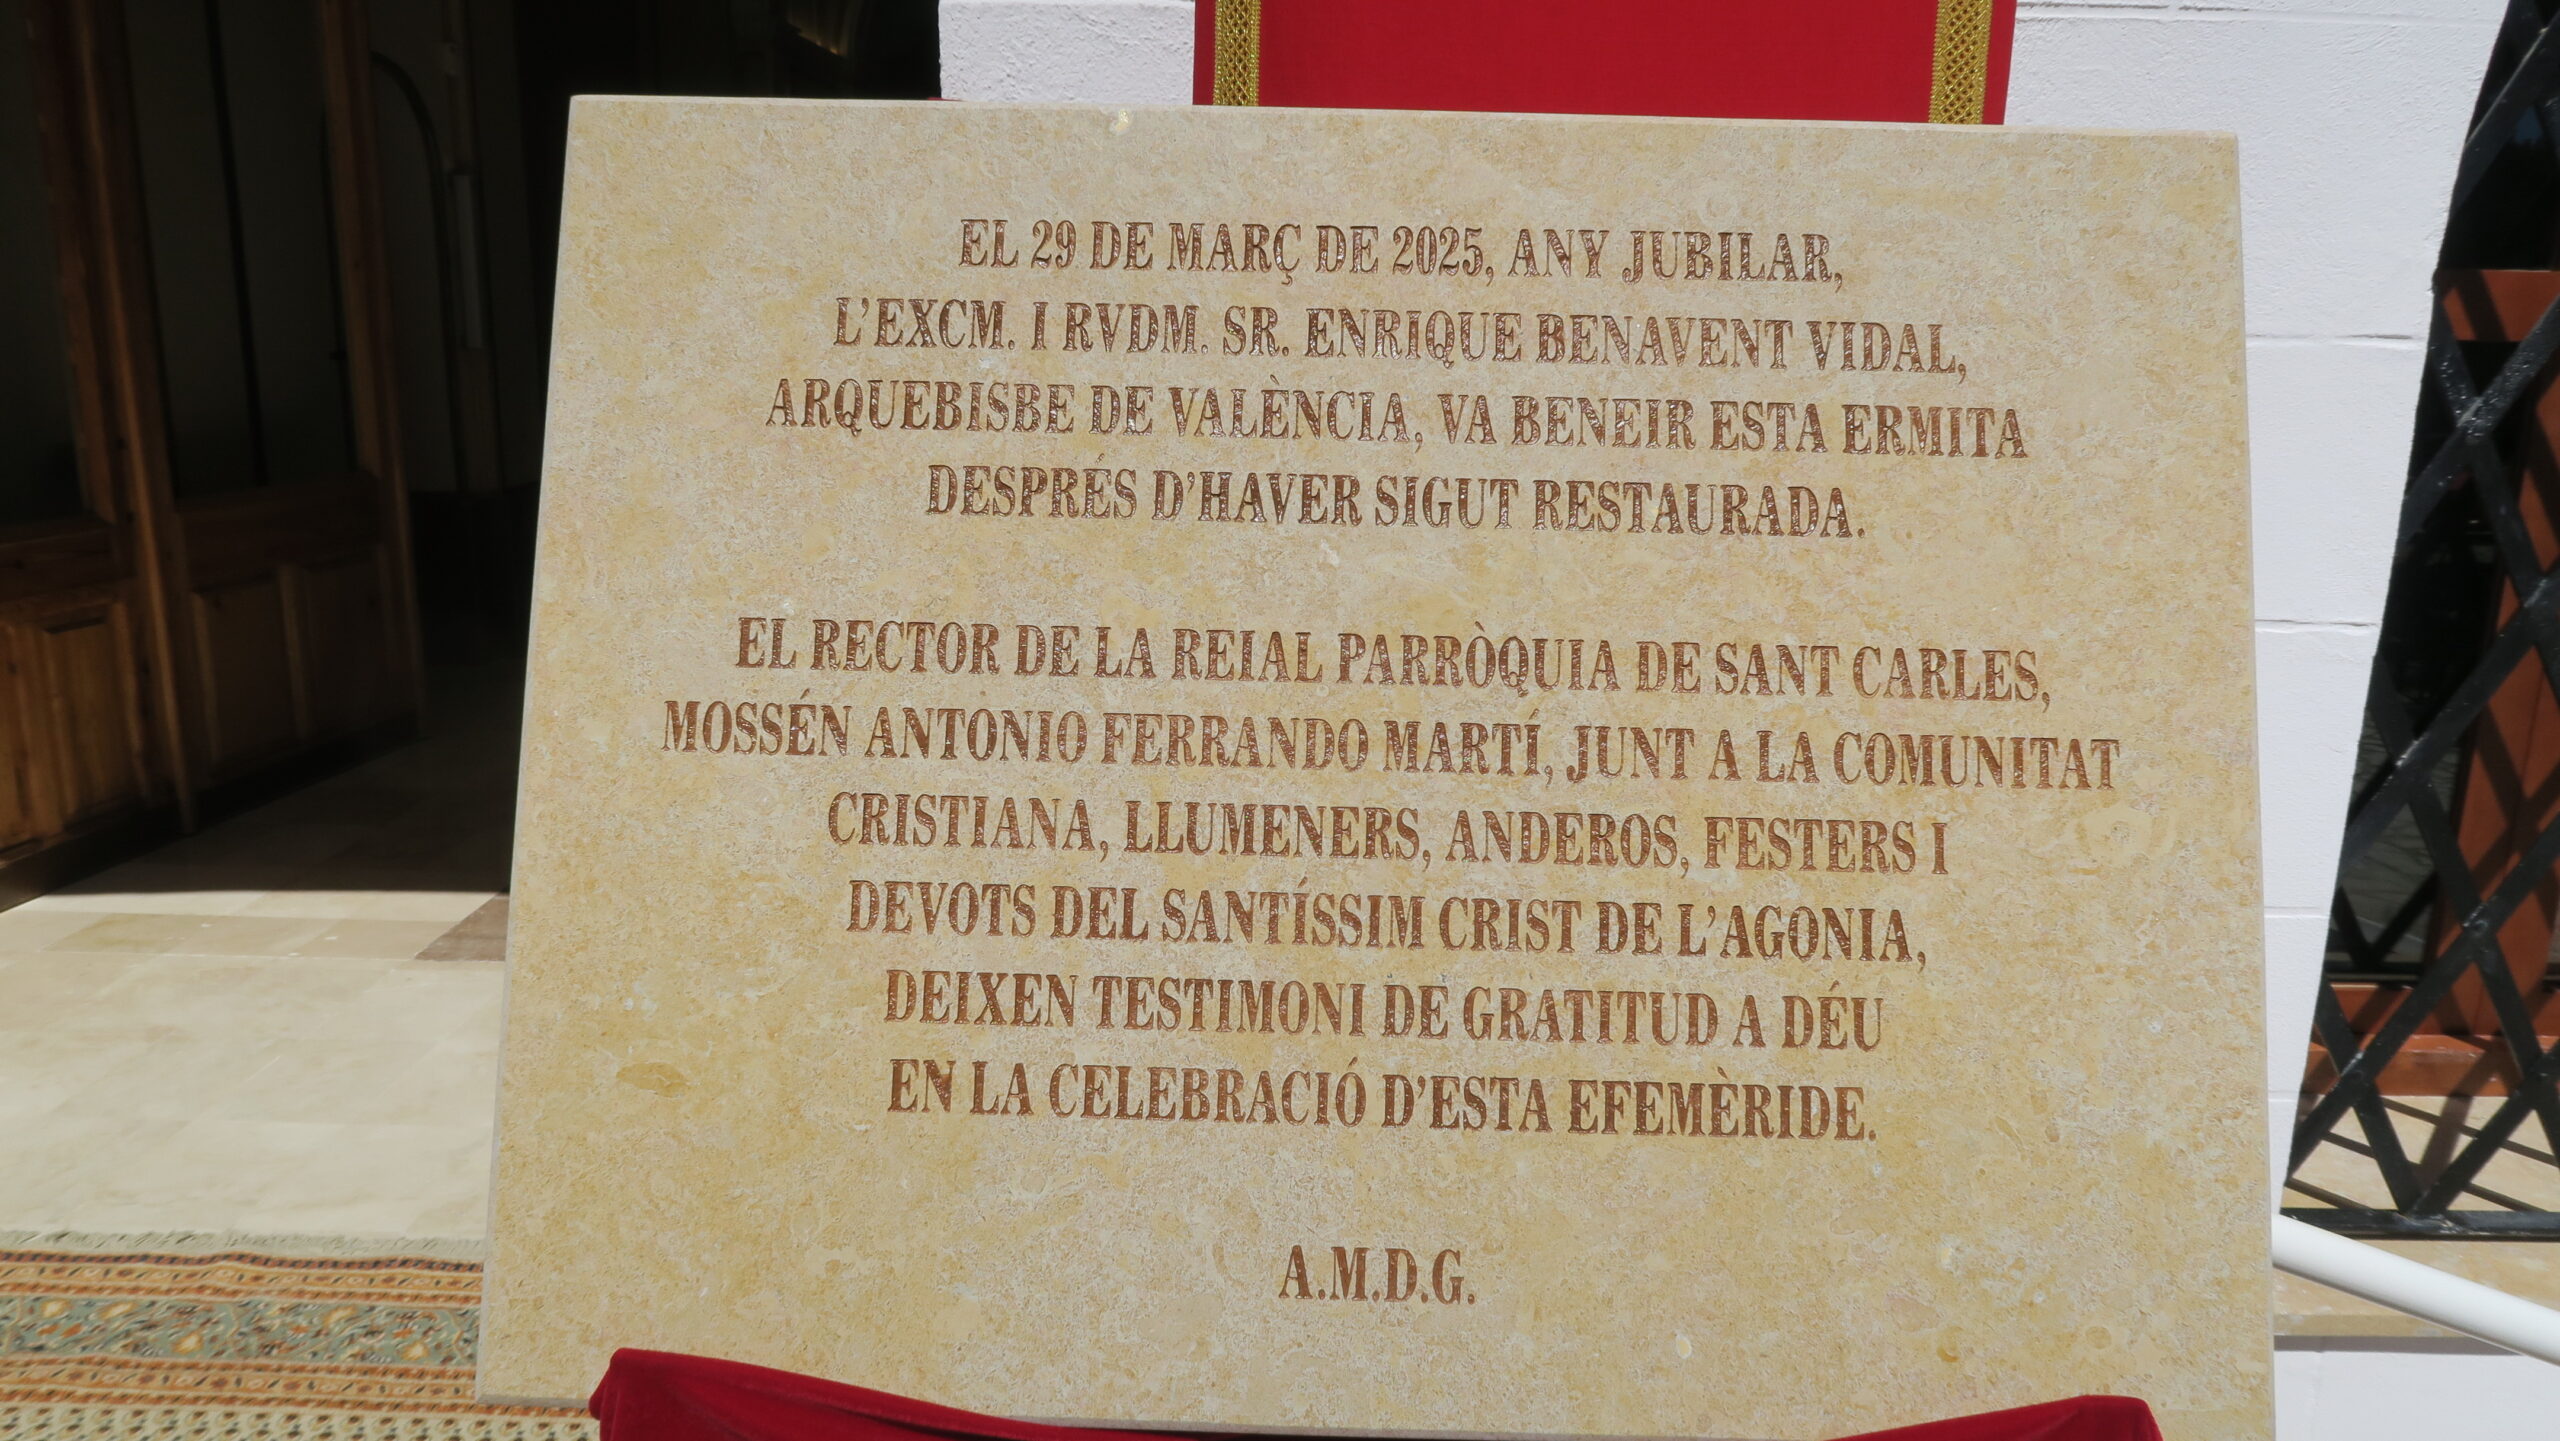 EL 29 DE MARÇ DE 2025, ANY JUBILAR,
L'EXCM. I RVDM. SR. ENRIQUE BENAVENT VIDAL,
ARQUEBISBE DE VALÈNCIA, VA BENEIR ESTA ERMITA
DESPRÉS D'HAVER SIGUT RESTAURADA.
EL RECTOR DE LA REIAL PARRÒQUIA DE SANT CARLES,
MOSSÉN ANTONIO FERRANDO MARTÍ, JUNT A LA COMUNITAT
CRISTIANA, LLUMENERS, ANDEROS, FESTERS I
DEVOTS DEL SANTÍSSIM CRIST DE L'AGONIA,
DEIXEN TESTIMONI DE GRATITUD A DÉU
EN LA CELEBRACIÓ D'ESTA EFEMÈRIDE.
A.M.D.G.